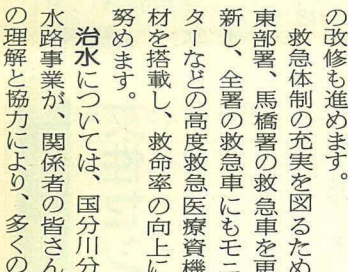 の改修も進めます。
救急体制の充実を図るため
東部署、馬橋署の救急車を更
新し、全署の救急車にもモニ
ターなどの高度救急医療資機
材を搭載し、救命率の向上に
努めます。
治水については、国分川分
水路事業が、関係者の皆さん
の理解と協力により、多くの